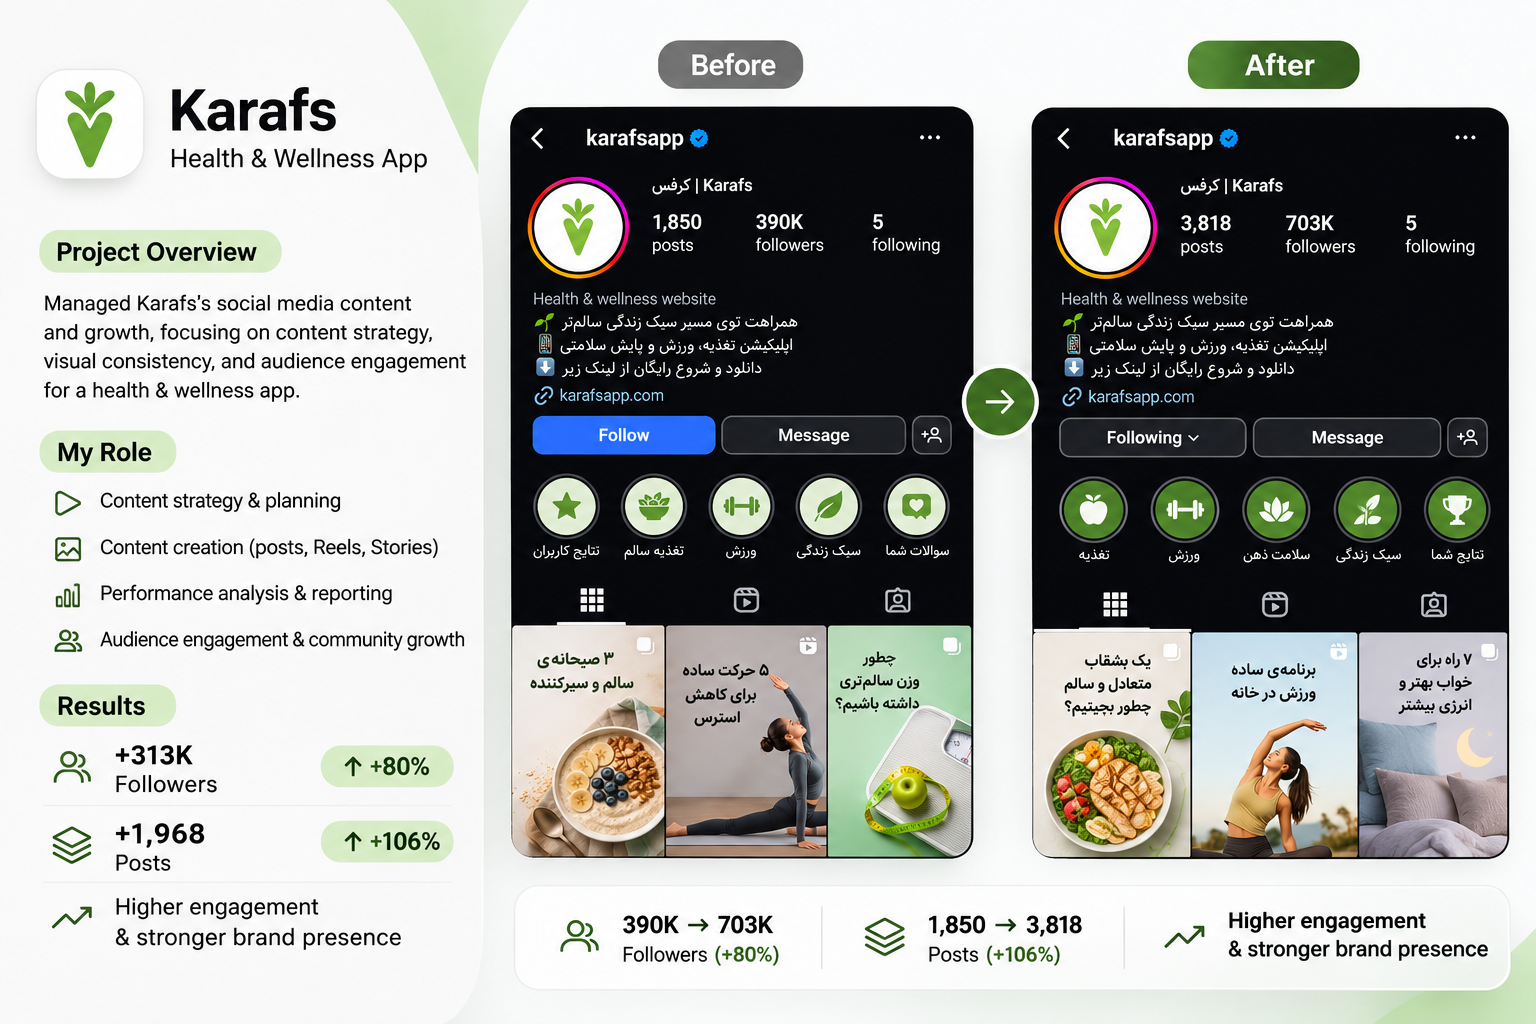 Karafs
Health & Wellness App
Project Overview
Managed Karafs's social media content
and growth, focusing on content strategy,
visual consistency, and audience engagement
for a health & wellness app.
My Role
Content strategy & planning
Content creation (posts, Reels, Stories)
Performance analysis & reporting
Audience engagement & community growth
Results
+313K
Followers
↑ +80%
+1,968
Posts
↑ +106%
Higher engagement
& stronger brand presence
Before
karafsapp
کرفس | Karafs
1,850 390K 5
posts followers following
Health & wellness website
همراهت توی مسیر سبک زندگی سالم‌تر
اپلیکیشن تغذیه، ورزش و پایش سلامتی
دانلود و شروع رایگان از لینک زیر
karafsapp.com
Follow Message
نتایج کاربران تغذیه سالم ورزش سبک زندگی سوالات شما
۳ صبحانه‌ی
سالم و سیرکننده
۵ حرکت ساده
برای کاهش
استرس
چطور
وزن سالم‌تری
داشته باشیم؟
After
karafsapp
کرفس | Karafs
3,818 703K 5
posts followers following
Health & wellness website
همراهت توی مسیر سبک زندگی سالم‌تر
اپلیکیشن تغذیه، ورزش و پایش سلامتی
دانلود و شروع رایگان از لینک زیر
karafsapp.com
Following Message
تغذیه ورزش سلامت ذهن سبک زندگی نتایج شما
یک بشقاب
متعادل و سالم
چطور بچینیم؟
برنامه‌ی ساده
ورزش در خانه
۷ راه برای
خواب بهتر و
انرژی بیشتر
390K → 703K
Followers (+80%)
1,850 → 3,818
Posts (+106%)
Higher engagement
& stronger brand presence